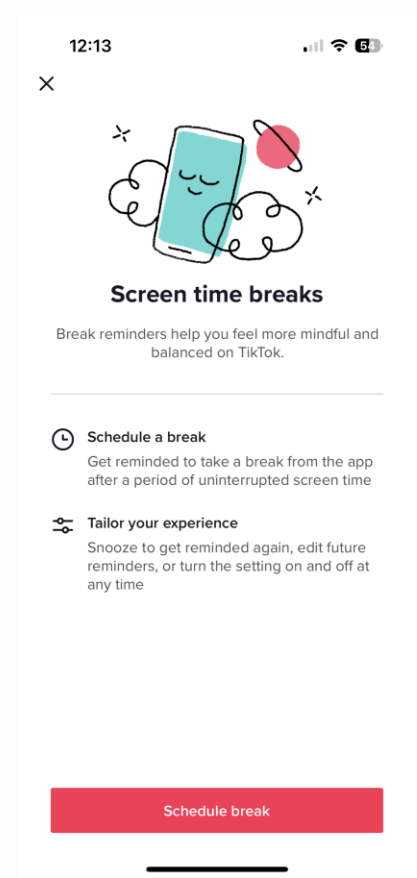 12:13
54
Screen time breaks
Break reminders help you feel more mindful and
balanced on TikTok.
Schedule a break
Get reminded to take a break from the app
after a period of uninterrupted screen time
Tailor your experience
Snooze to get reminded again, edit future
reminders, or turn the setting on and off at
any time
Schedule break